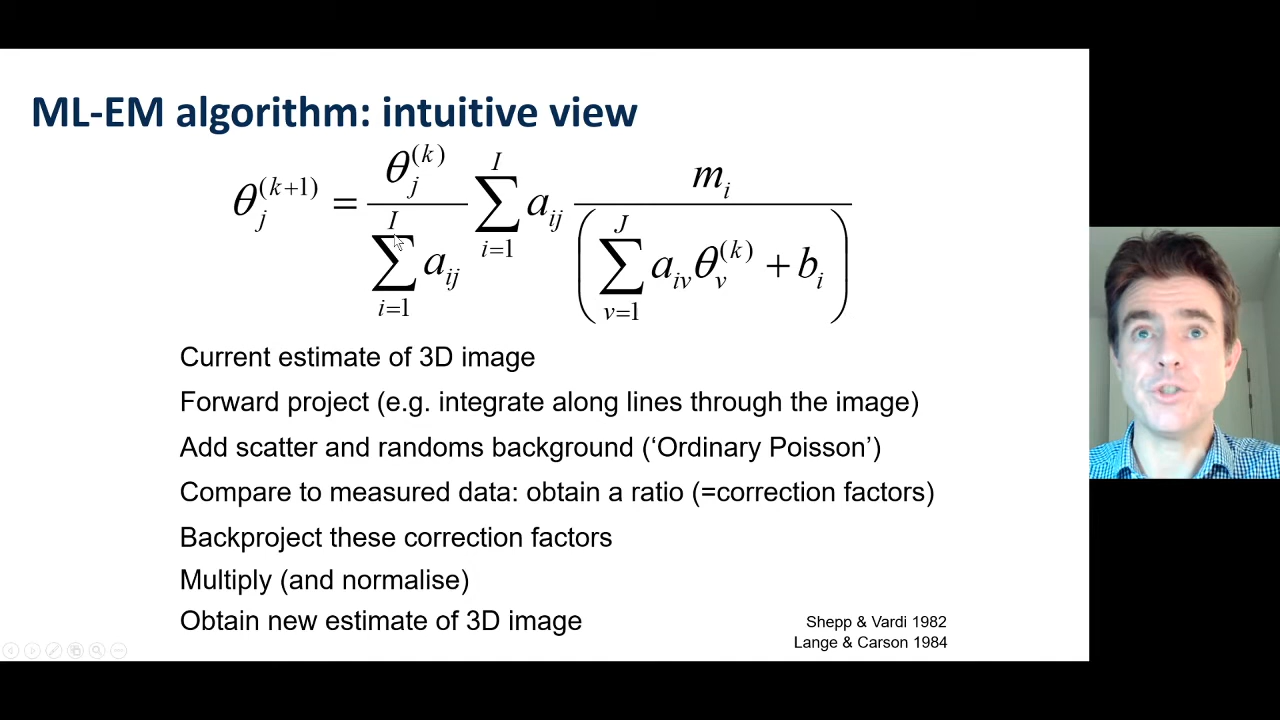 ML-EM algorithm: intuitive view
θ_j^(k+1) = θ_j^(k) / ∑_{i=1}^{I} a_ij ∑_{i=1}^{I} a_ij m_i / (∑_{v=1}^{J} a_iv θ_v^(k) + b_i)
Current estimate of 3D image
Forward project (e.g. integrate along lines through the image)
Add scatter and randoms background (‘Ordinary Poisson’)
Compare to measured data: obtain a ratio (=correction factors)
Backproject these correction factors
Multiply (and normalise)
Obtain new estimate of 3D image
Shepp & Vardi 1982
Lange & Carson 1984